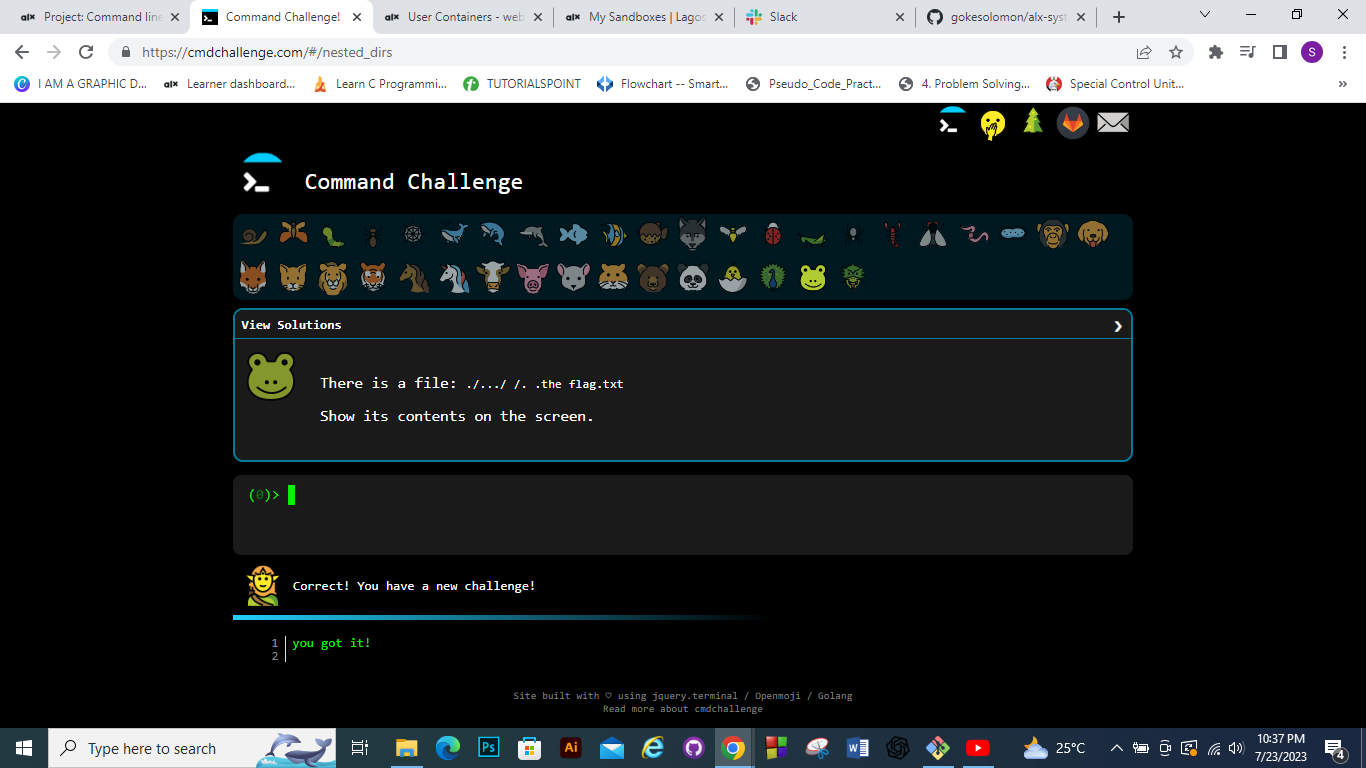 Project: Command line
Command Challenge!
User Containers - web
My Sandboxes | Lagos
Slack
gokesolomon/alx-syst
https://cmdchallenge.com/#/nested_dirs
S
I AM A GRAPHIC D...
alx Learner dashboard...
Learn C Programmi...
TUTORIALSPOINT
Flowchart -- Smart...
Pseudo_Code_Pract...
4. Problem Solving...
Special Control Unit...
Command Challenge
View Solutions
There is a file: ./.../ /. .the flag.txt
Show its contents on the screen.
(0)>
Correct! You have a new challenge!
1 you got it!
2
Site built with ♡ using jquery.terminal / Openmoji / Golang
Read more about cmdchallenge
Type here to search
Ps
Ai
25°C
10:37 PM
7/23/2023
4